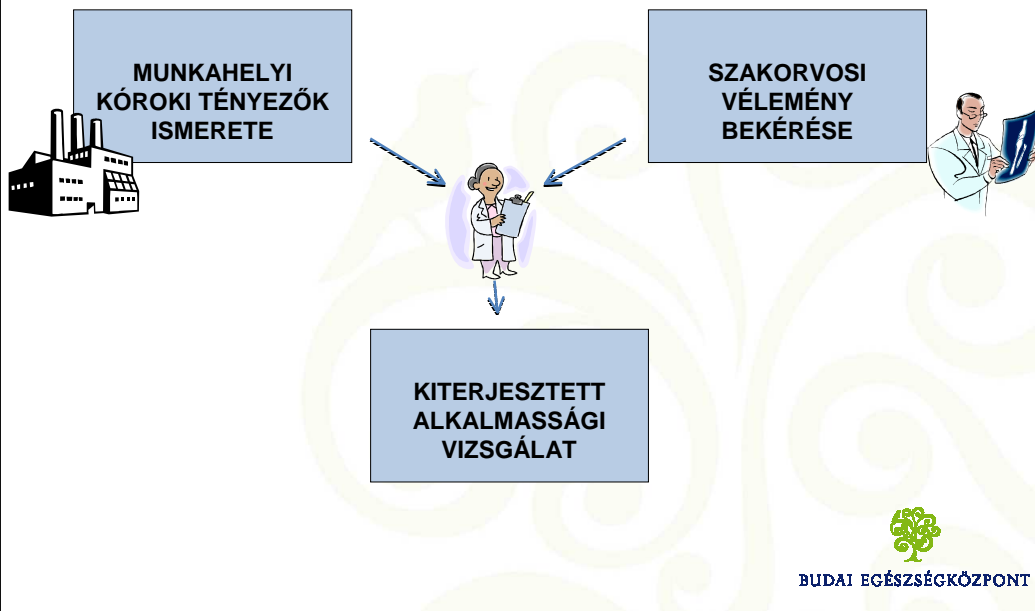 MUNKAHELYI
KÓROKI TÉNYEZŐK
ISMERETE
SZAKORVOSI
VÉLEMÉNY
BEKÉRÉSE
KITERJESZTETT
ALKALMASSÁGI
VIZSGÁLAT
BUDAI EGÉSZSÉGKÖZPONT